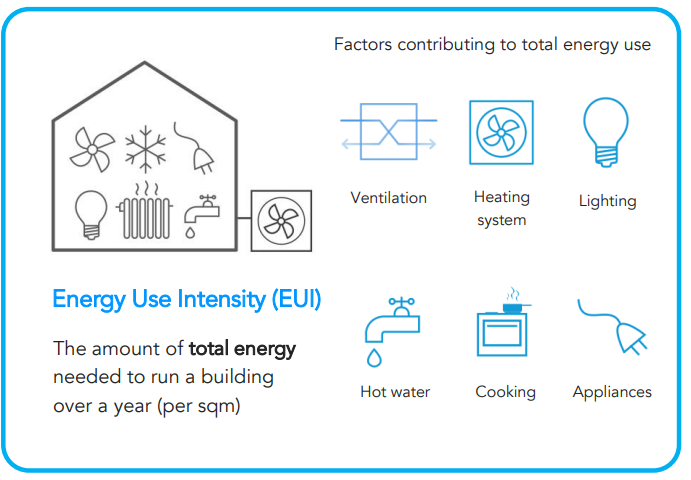 Factors contributing to total energy use
Ventilation
Heating
system
Lighting
Energy Use Intensity (EUI)
The amount of total energy
needed to run a building
over a year (per sqm)
Hot water
Cooking
Appliances